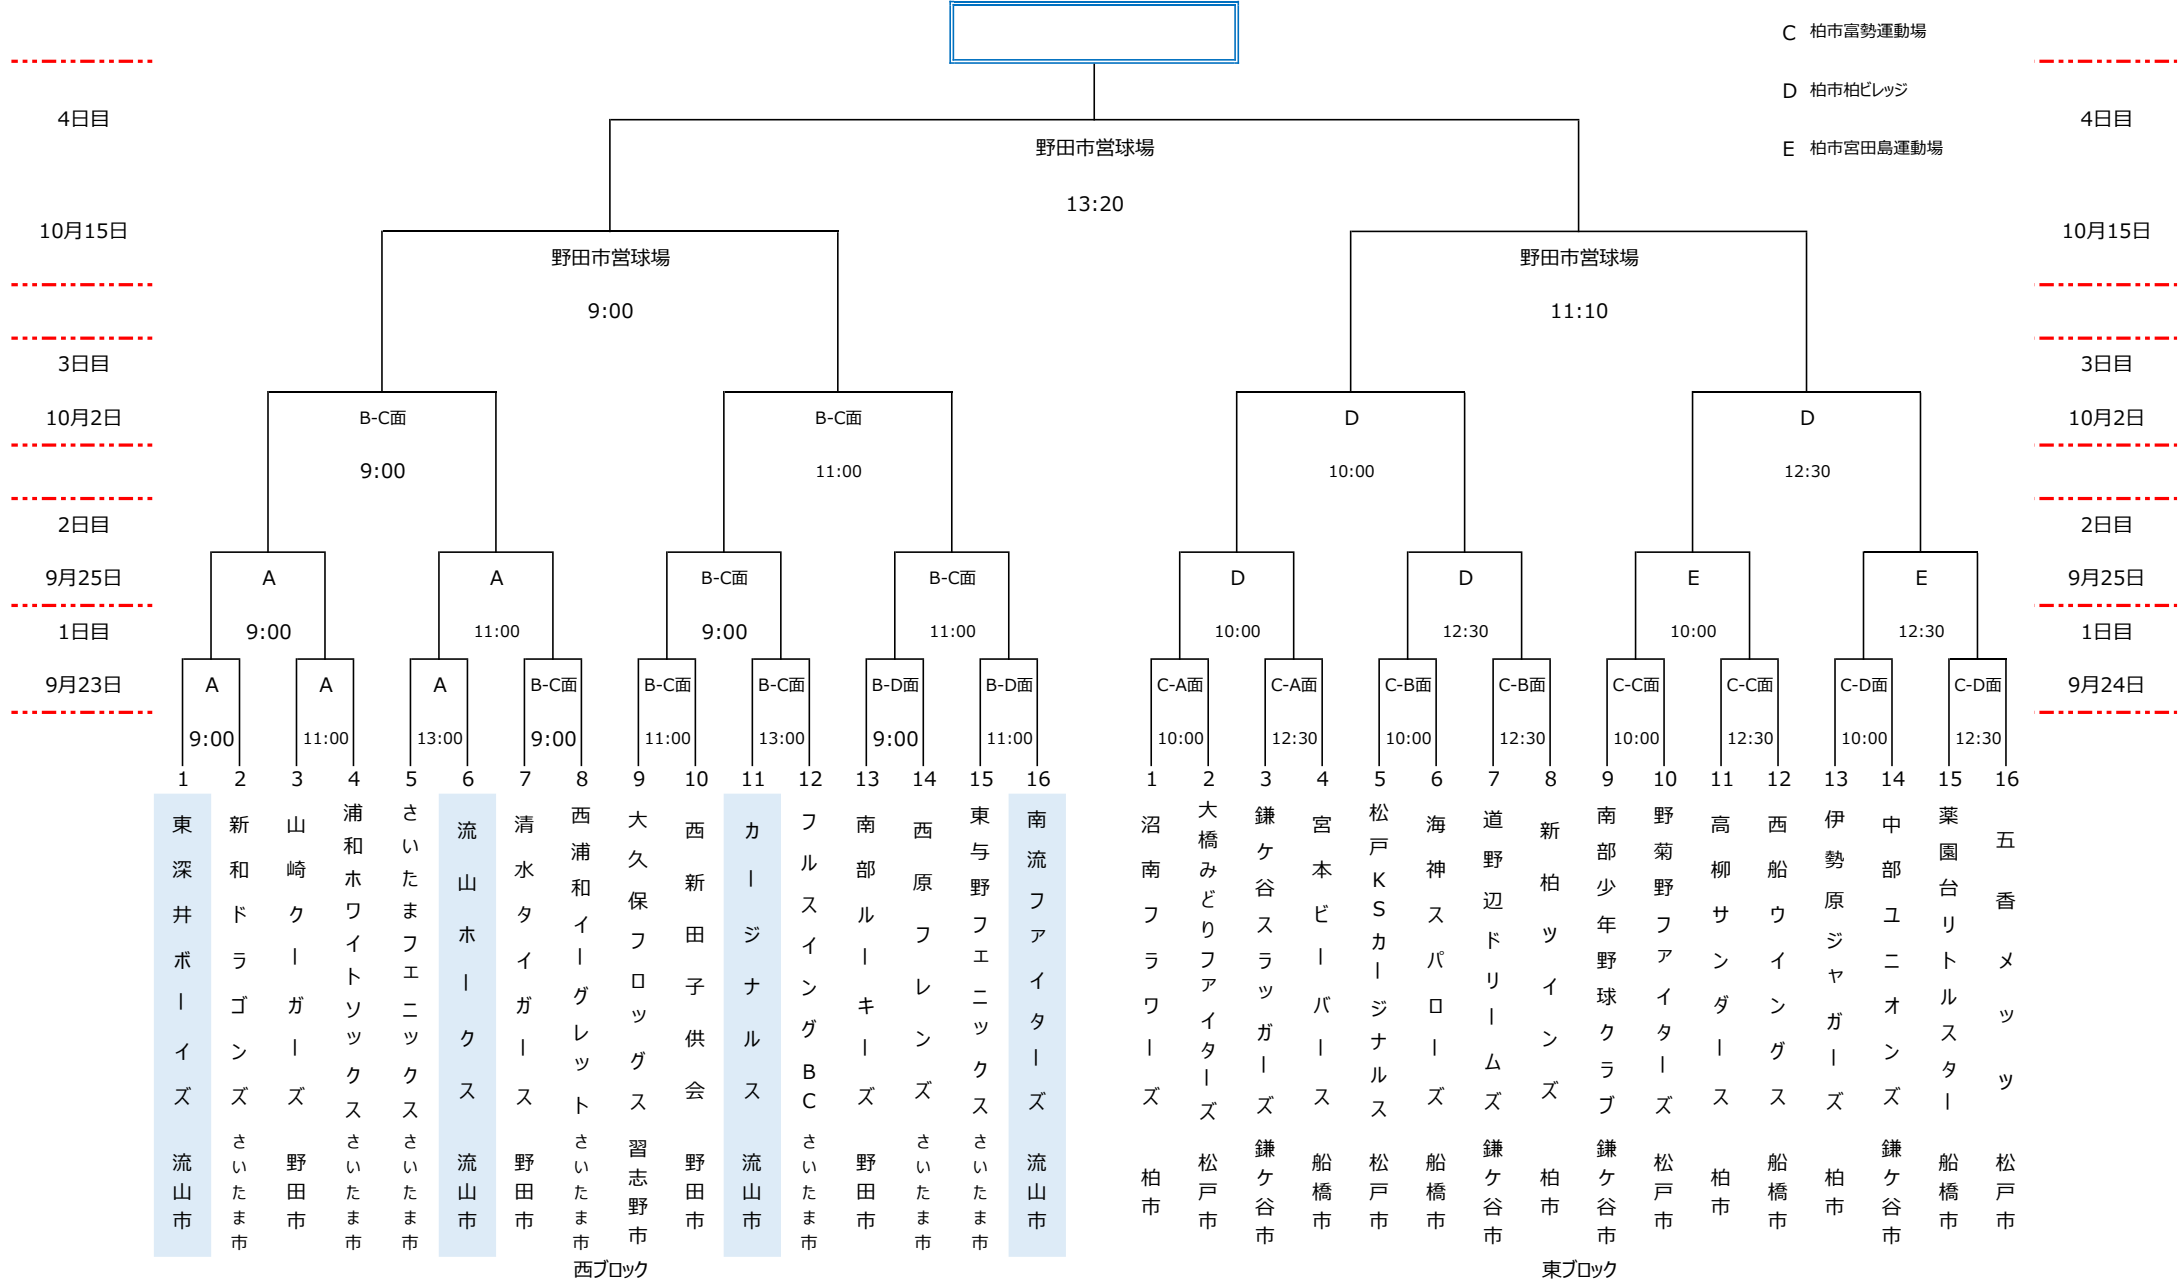 C 柏市富勢運動場
D 柏市柏ビレッジ
E 柏市宮田島運動場
4日目
4日目
野田市営球場
13:20
10月15日
10月15日
野田市営球場
野田市営球場
9:00
11:10
3日目
3日目
10月2日
B-C面
B-C面
D
D
10月2日
9:00
11:00
10:00
12:30
2日目
2日目
9月25日
A
A
B-C面
B-C面
D
D
E
E
9月25日
1日目
9:00
11:00
9:00
11:00
10:00
12:30
10:00
12:30
1日目
9月23日
A
A
A
B-C面
B-C面
B-C面
B-D面
B-D面
C-A面
C-A面
C-B面
C-B面
C-C面
C-C面
C-D面
C-D面
9月24日
9:00
11:00
13:00
9:00
11:00
13:00
9:00
11:00
10:00
12:30
10:00
12:30
10:00
12:30
10:00
12:30
1 東深井ボーイズ 流山市
2 新和ドラゴンズ さいたま市
3 山崎クーガーズ 野田市
4 浦和ホワイトソックス さいたま市
5 さいたまフェニックス さいたま市
6 流山ホークス 流山市
7 清水タイガース 野田市
8 西浦和イーグレット さいたま市
9 大久保フロッグス 習志野市
10 西新田子供会 野田市
11 カージナルス 流山市
12 フルスイングBC さいたま市
13 南部ルーキーズ 野田市
14 西原フレンズ さいたま市
15 東与野フェニックス さいたま市
16 南流ファイターズ 流山市
1 沼南フラワーズ 柏市
2 大橋みどりファイターズ 松戸市
3 鎌ケ谷スラッガーズ 鎌ケ谷市
4 宮本ビーバース 船橋市
5 松戸KSカージナルス 松戸市
6 海神スパローズ 船橋市
7 道野辺ドリームズ 鎌ケ谷市
8 新柏ツインズ 柏市
9 南部少年野球クラブ 鎌ケ谷市
10 野菊野ファイターズ 松戸市
11 高柳サンダース 柏市
12 西船ウイングス 船橋市
13 伊勢原ジャガーズ 柏市
14 中部ユニオンズ 鎌ケ谷市
15 薬園台リトルスター 船橋市
16 五香メッツ 松戸市
西ブロック
東ブロック